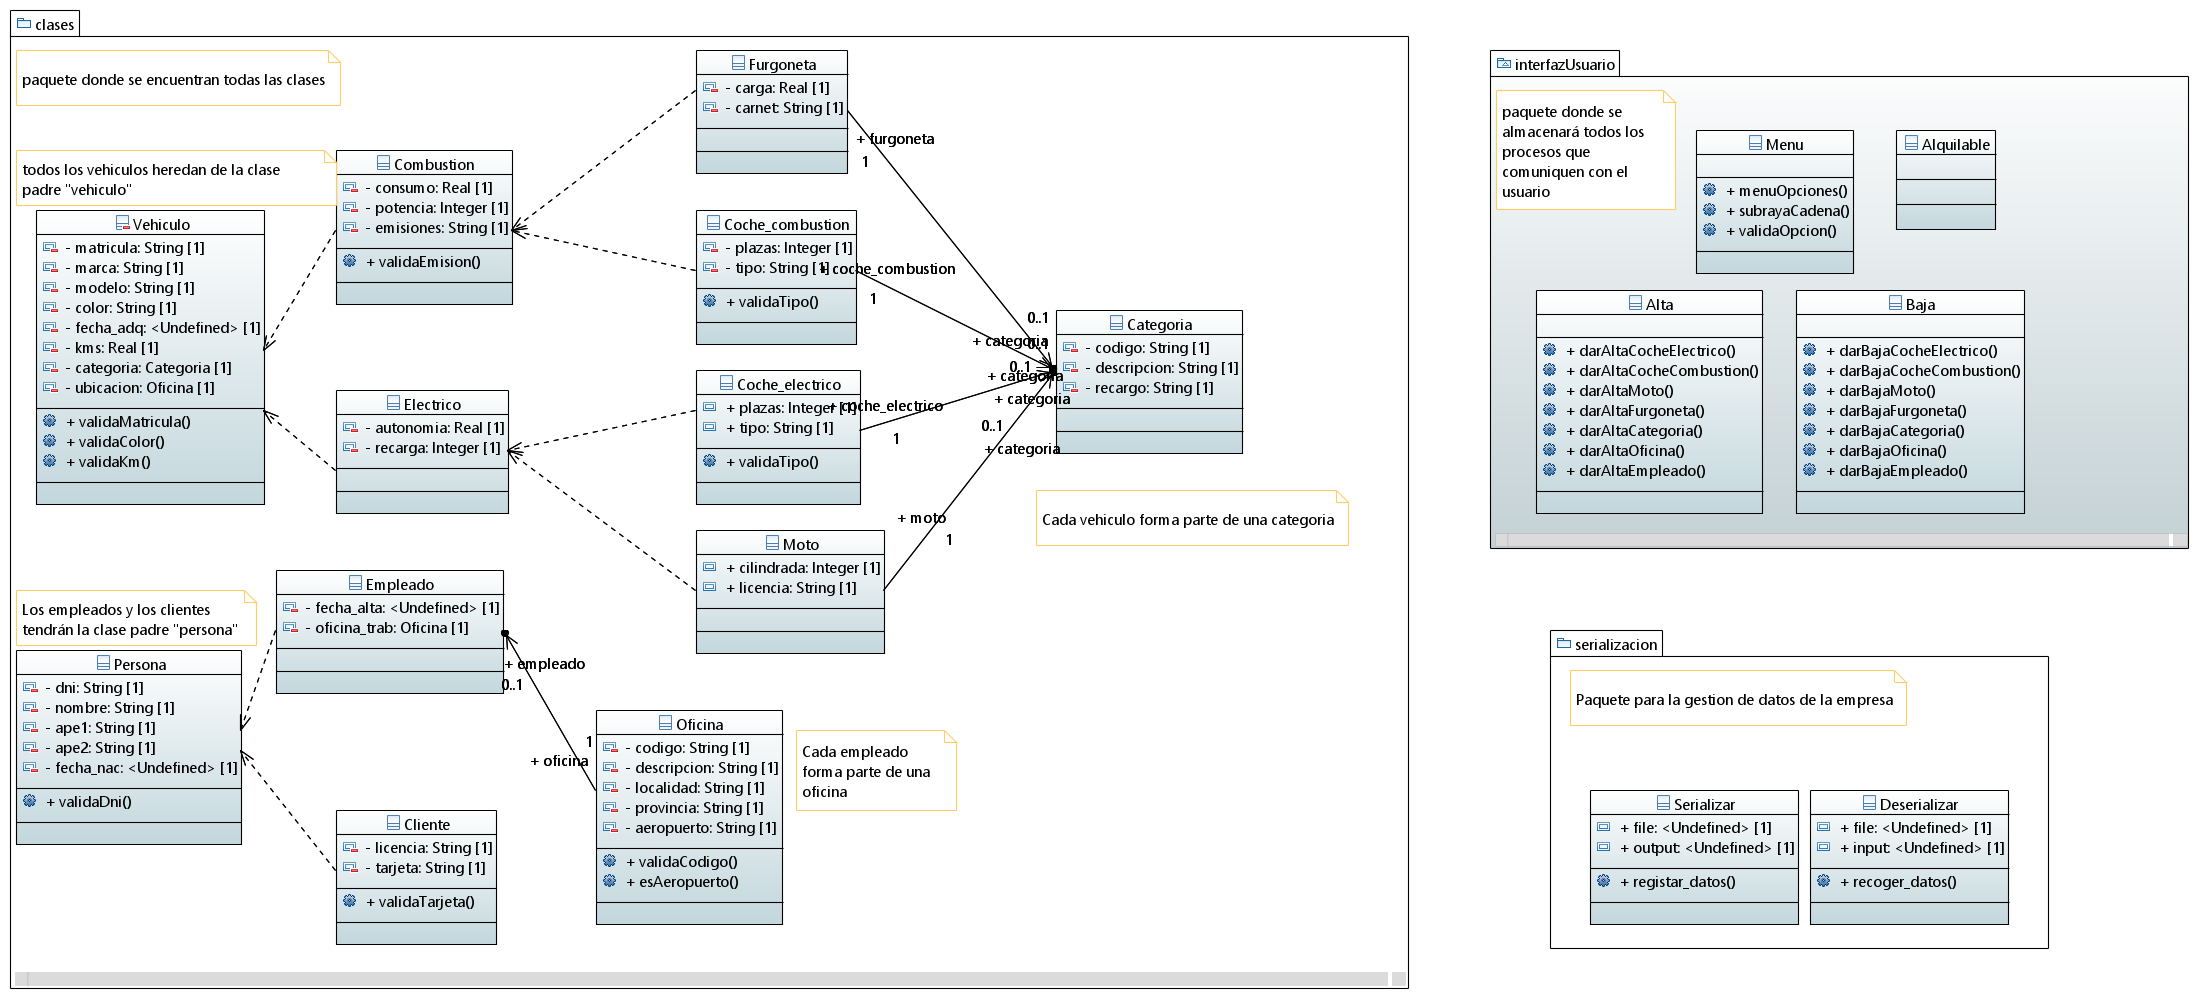 clases
paquete donde se encuentran todas las clases
todos los vehiculos heredan de la clase
padre "vehiculo"
Vehiculo
- matricula: String [1]
- marca: String [1]
- modelo: String [1]
- color: String [1]
- fecha_adq: <Undefined> [1]
- kms: Real [1]
- categoria: Categoria [1]
- ubicacion: Oficina [1]
+ validaMatricula()
+ validaColor()
+ validaKm()
Combustion
- consumo: Real [1]
- potencia: Integer [1]
- emisiones: String [1]
+ validaEmision()
Electrico
- autonomia: Real [1]
- recarga: Integer [1]
Furgoneta
- carga: Real [1]
- carnet: String [1]
+ furgoneta
1
Coche_combustion
- plazas: Integer [1]
- tipo: String [1]
+ validaTipo()
+ coche_combustion
1
Coche_electrico
+ plazas: Integer [1]
+ tipo: String [1]
+ validaTipo()
+ coche_electrico
1
Moto
+ cilindrada: Integer [1]
+ licencia: String [1]
+ moto
1
0..1
+ categoria
0..1
0..1
+ categoria
+ categoria
0..1
+ categoria
Categoria
- codigo: String [1]
- descripcion: String [1]
- recargo: String [1]
Cada vehiculo forma parte de una categoria
Los empleados y los clientes
tendrán la clase padre "persona"
Persona
- dni: String [1]
- nombre: String [1]
- ape1: String [1]
- ape2: String [1]
- fecha_nac: <Undefined> [1]
+ validaDni()
Empleado
- fecha_alta: <Undefined> [1]
- oficina_trab: Oficina [1]
+ empleado
0..1
1
+ oficina
Cliente
- licencia: String [1]
- tarjeta: String [1]
+ validaTarjeta()
Oficina
- codigo: String [1]
- descripcion: String [1]
- localidad: String [1]
- provincia: String [1]
- aeropuerto: String [1]
+ validaCodigo()
+ esAeropuerto()
Cada empleado
forma parte de una
oficina
interfazUsuario
paquete donde se
almacenará todos los
procesos que
comuniquen con el
usuario
Menu
+ menuOpciones()
+ subrayaCadena()
+ validaOpcion()
Alquilable
Alta
+ darAltaCocheElectrico()
+ darAltaCocheCombustion()
+ darAltaMoto()
+ darAltaFurgoneta()
+ darAltaCategoria()
+ darAltaOficina()
+ darAltaEmpleado()
Baja
+ darBajaCocheElectrico()
+ darBajaCocheCombustion()
+ darBajaMoto()
+ darBajaFurgoneta()
+ darBajaCategoria()
+ darBajaOficina()
+ darBajaEmpleado()
serializacion
Paquete para la gestion de datos de la empresa
Serializar
+ file: <Undefined> [1]
+ output: <Undefined> [1]
+ registar_datos()
Deserializar
+ file: <Undefined> [1]
+ input: <Undefined> [1]
+ recoger_datos()